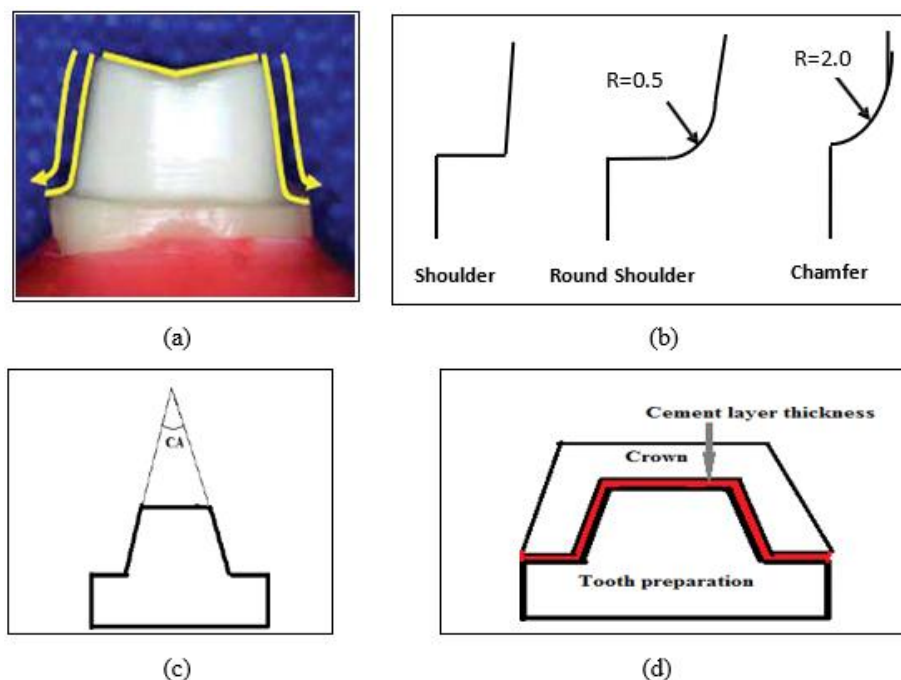 R=0.5
R=2.0
Shoulder
Round Shoulder
Chamfer
(a)
(b)
CA
Cement layer thickness
Crown
Tooth preparation
(c)
(d)